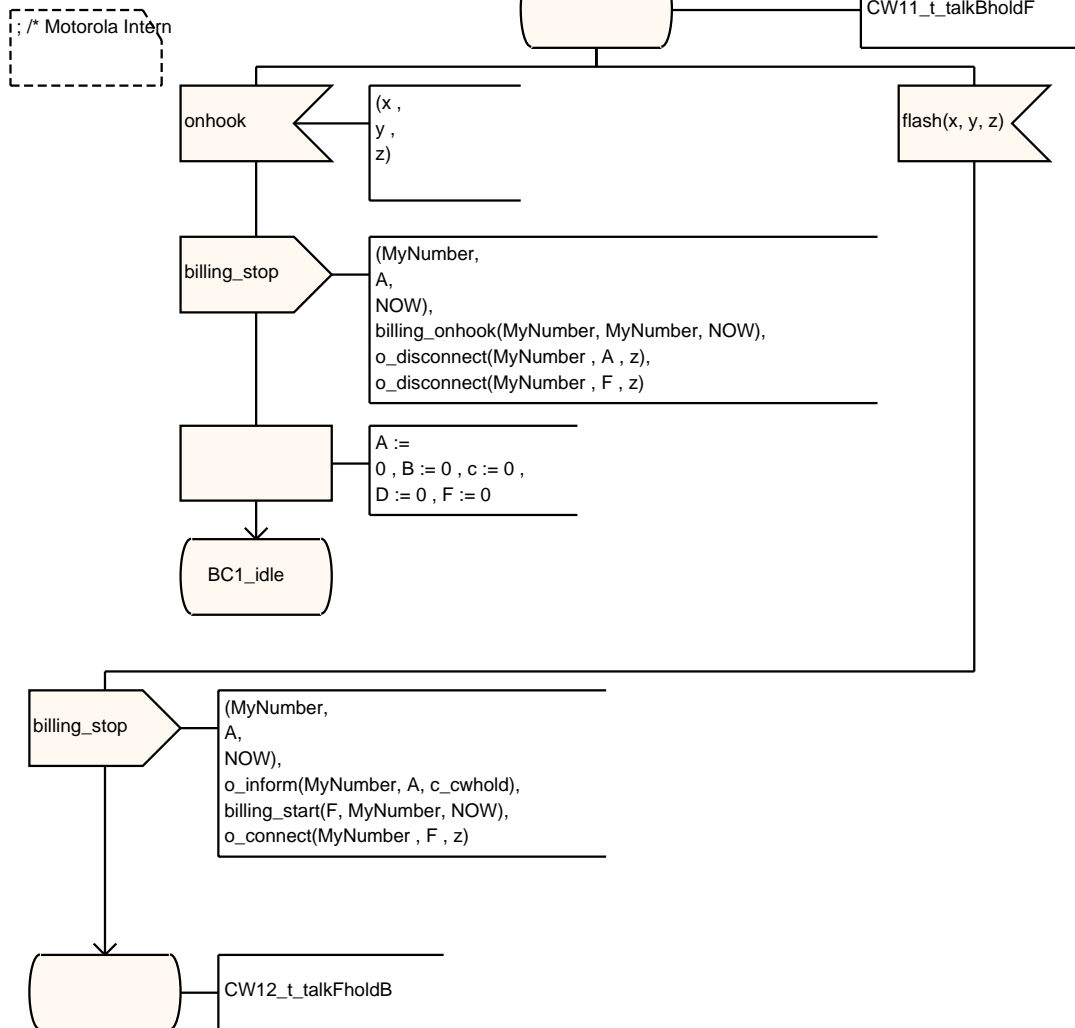 ; /* Motorola Intern
CW11_t_talkBholdF
onhook
(x ,
y ,
z)
flash(x, y, z)
billing_stop
(MyNumber,
A,
NOW),
billing_onhook(MyNumber, MyNumber, NOW),
o_disconnect(MyNumber , A , z),
o_disconnect(MyNumber , F , z)
A :=
0 , B := 0 , c := 0 ,
D := 0 , F := 0
BC1_idle
billing_stop
(MyNumber,
A,
NOW),
o_inform(MyNumber, A, c_cwhold),
billing_start(F, MyNumber, NOW),
o_connect(MyNumber , F , z)
CW12_t_talkFholdB